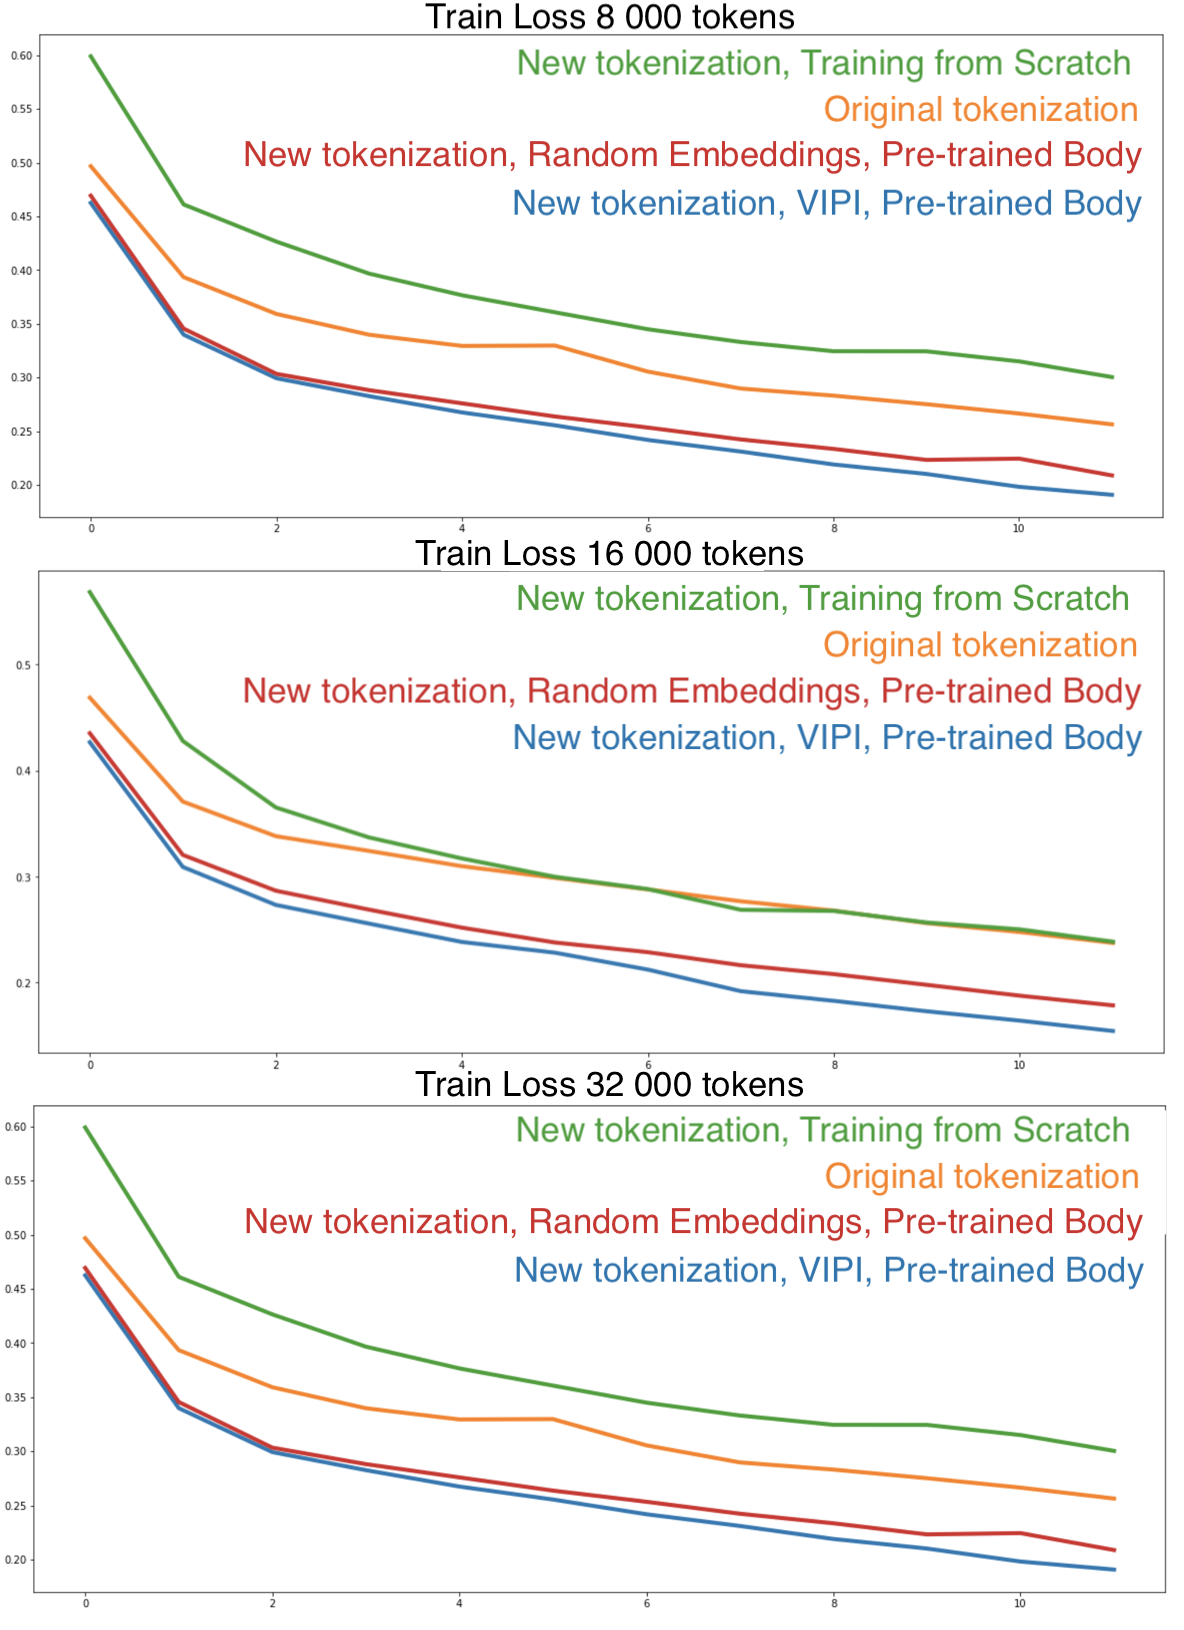 Train Loss 8 000 tokens
New tokenization, Training from Scratch
Original tokenization
New tokenization, Random Embeddings, Pre-trained Body
New tokenization, VIPI, Pre-trained Body
0.60
0.55
0.50
0.45
0.40
0.35
0.30
0.25
0.20
0 2 4 6 8 10
Train Loss 16 000 tokens
New tokenization, Training from Scratch
Original tokenization
New tokenization, Random Embeddings, Pre-trained Body
New tokenization, VIPI, Pre-trained Body
0.5
0.4
0.3
0.2
0 2 4 6 8 10
Train Loss 32 000 tokens
New tokenization, Training from Scratch
Original tokenization
New tokenization, Random Embeddings, Pre-trained Body
New tokenization, VIPI, Pre-trained Body
0.60
0.55
0.50
0.45
0.40
0.35
0.30
0.25
0.20
0 2 4 6 8 10